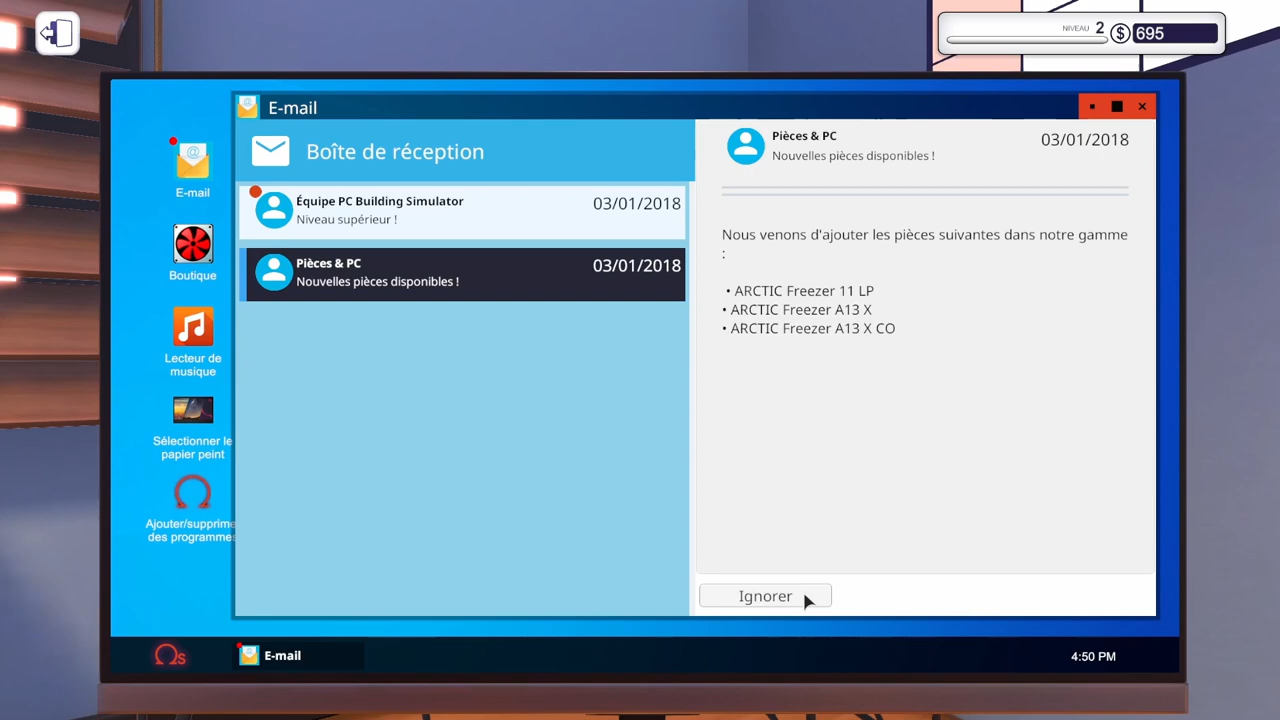 NIVEAU 2 $ 695
E-mail
Boîte de réception
Équipe PC Building Simulator
03/01/2018
Niveau supérieur !
Pièces & PC
03/01/2018
Nouvelles pièces disponibles !
Pièces & PC
03/01/2018
Nouvelles pièces disponibles !
Nous venons d'ajouter les pièces suivantes dans notre gamme
:
• ARCTIC Freezer 11 LP
• ARCTIC Freezer A13 X
• ARCTIC Freezer A13 X CO
Ignorer
E-mail
Boutique
Lecteur de
musique
Sélectionner le
papier peint
Ajouter/supprime
des programmes
Ωs
E-mail
4:50 PM